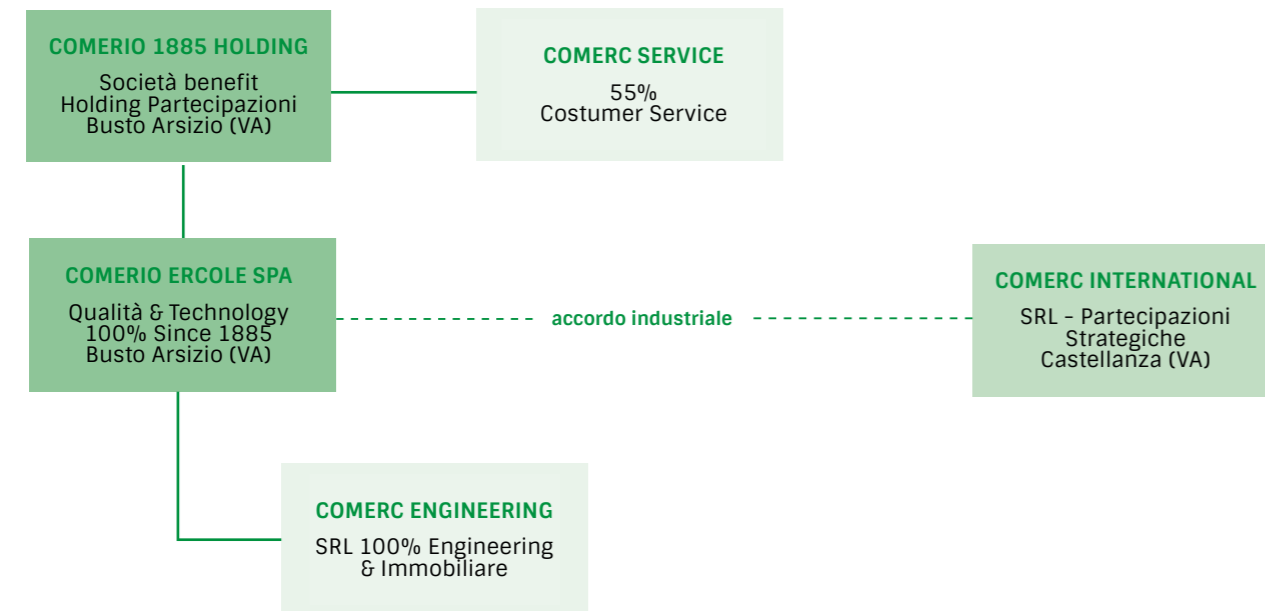 COMERIO 1885 HOLDING
Società benefit
Holding Partecipazioni
Busto Arsizio (VA)
COMERC SERVICE
55%
Costumer Service
COMERIO ERCOLE SPA
Qualità & Technology
100% Since 1885
Busto Arsizio (VA)
accordo industriale
COMERC INTERNATIONAL
SRL - Partecipazioni
Strategiche
Castellanza (VA)
COMERC ENGINEERING
SRL 100% Engineering
& Immobiliare